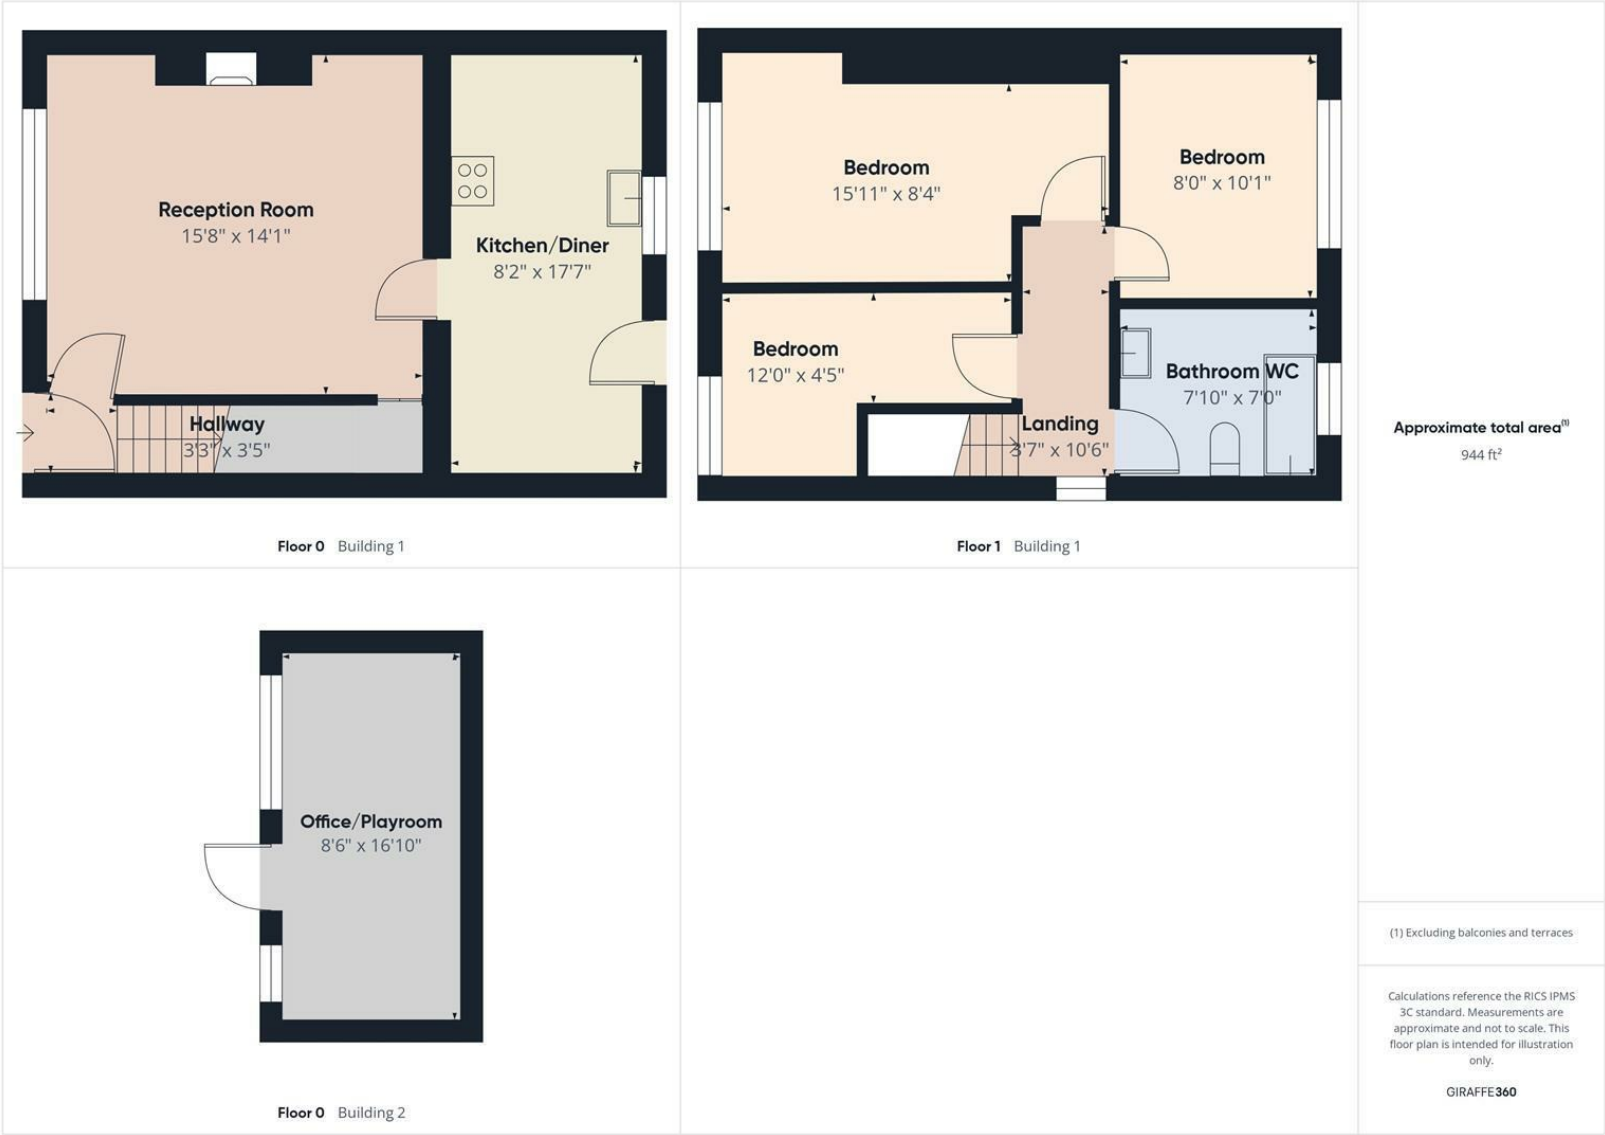 Reception Room
15'8" x 14'1"
Kitchen/Diner
8'2" x 17'7"
Hallway
3'3" x 3'5"
Floor 0 Building 1
Bedroom
15'11" x 8'4"
Bedroom
8'0" x 10'1"
Bedroom
12'0" x 4'5"
Bathroom WC
7'10" x 7'0"
Landing
3'7" x 10'6"
Floor 1 Building 1
Office/Playroom
8'6" x 16'10"
Floor 0 Building 2
Approximate total area(1)
944 ft²
(1) Excluding balconies and terraces
Calculations reference the RICS IPMS
3C standard. Measurements are
approximate and not to scale. This
floor plan is intended for illustration
only.
GIRAFFE360